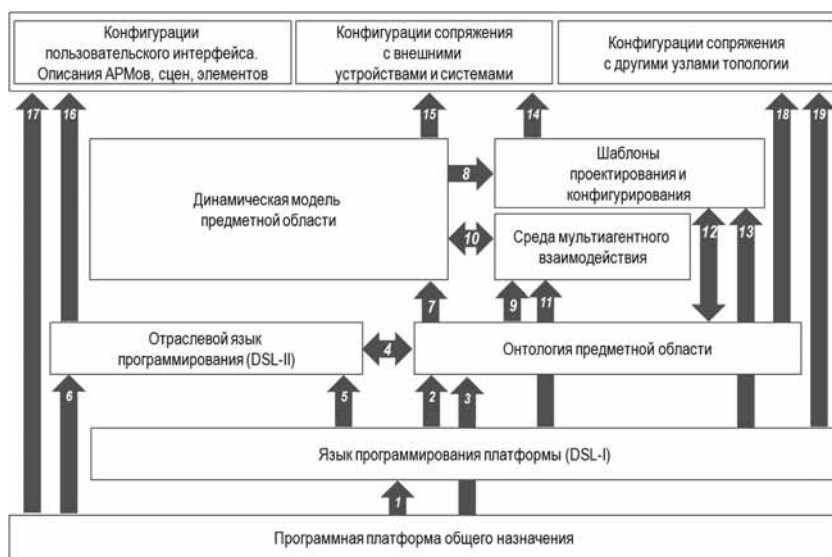 Конфигурации
пользовательского интерфейса.
Описания АРМов, сцен, элементов
Конфигурации сопряжения
с внешними
устройствами и системами
Конфигурации сопряжения
с другими узлами топологии
17
16
15
14
18
19
Динамическая модель
предметной области
8
Шаблоны
проектирования и
конфигурирования
10
Среда мультиагентного
взаимодействия
12
13
7
9
11
Отраслевой язык
программирования (DSL-II)
4
Онтология предметной области
6
5
2
3
Язык программирования платформы (DSL-I)
1
Программная платформа общего назначения